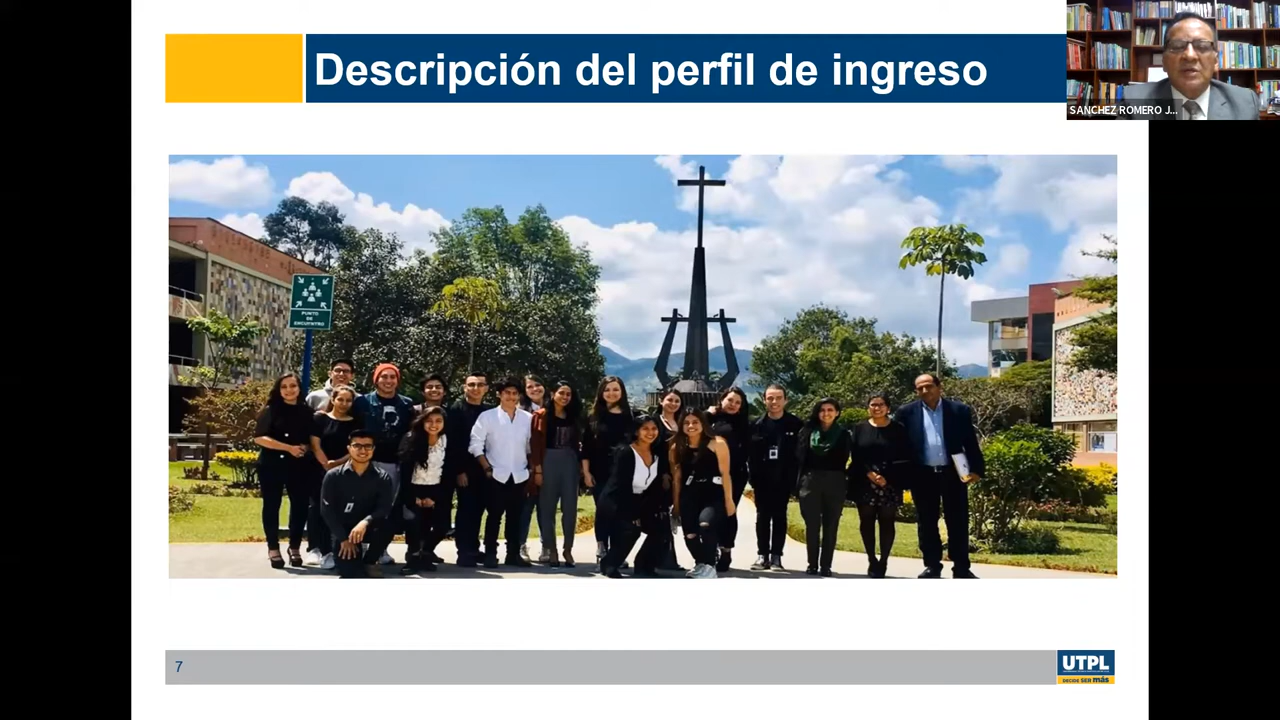 Descripción del perfil de ingreso
SANCHEZ ROMERO J...
PUNTO
DE
ENCUENTRO
7
UTPL
DECIDE SER más